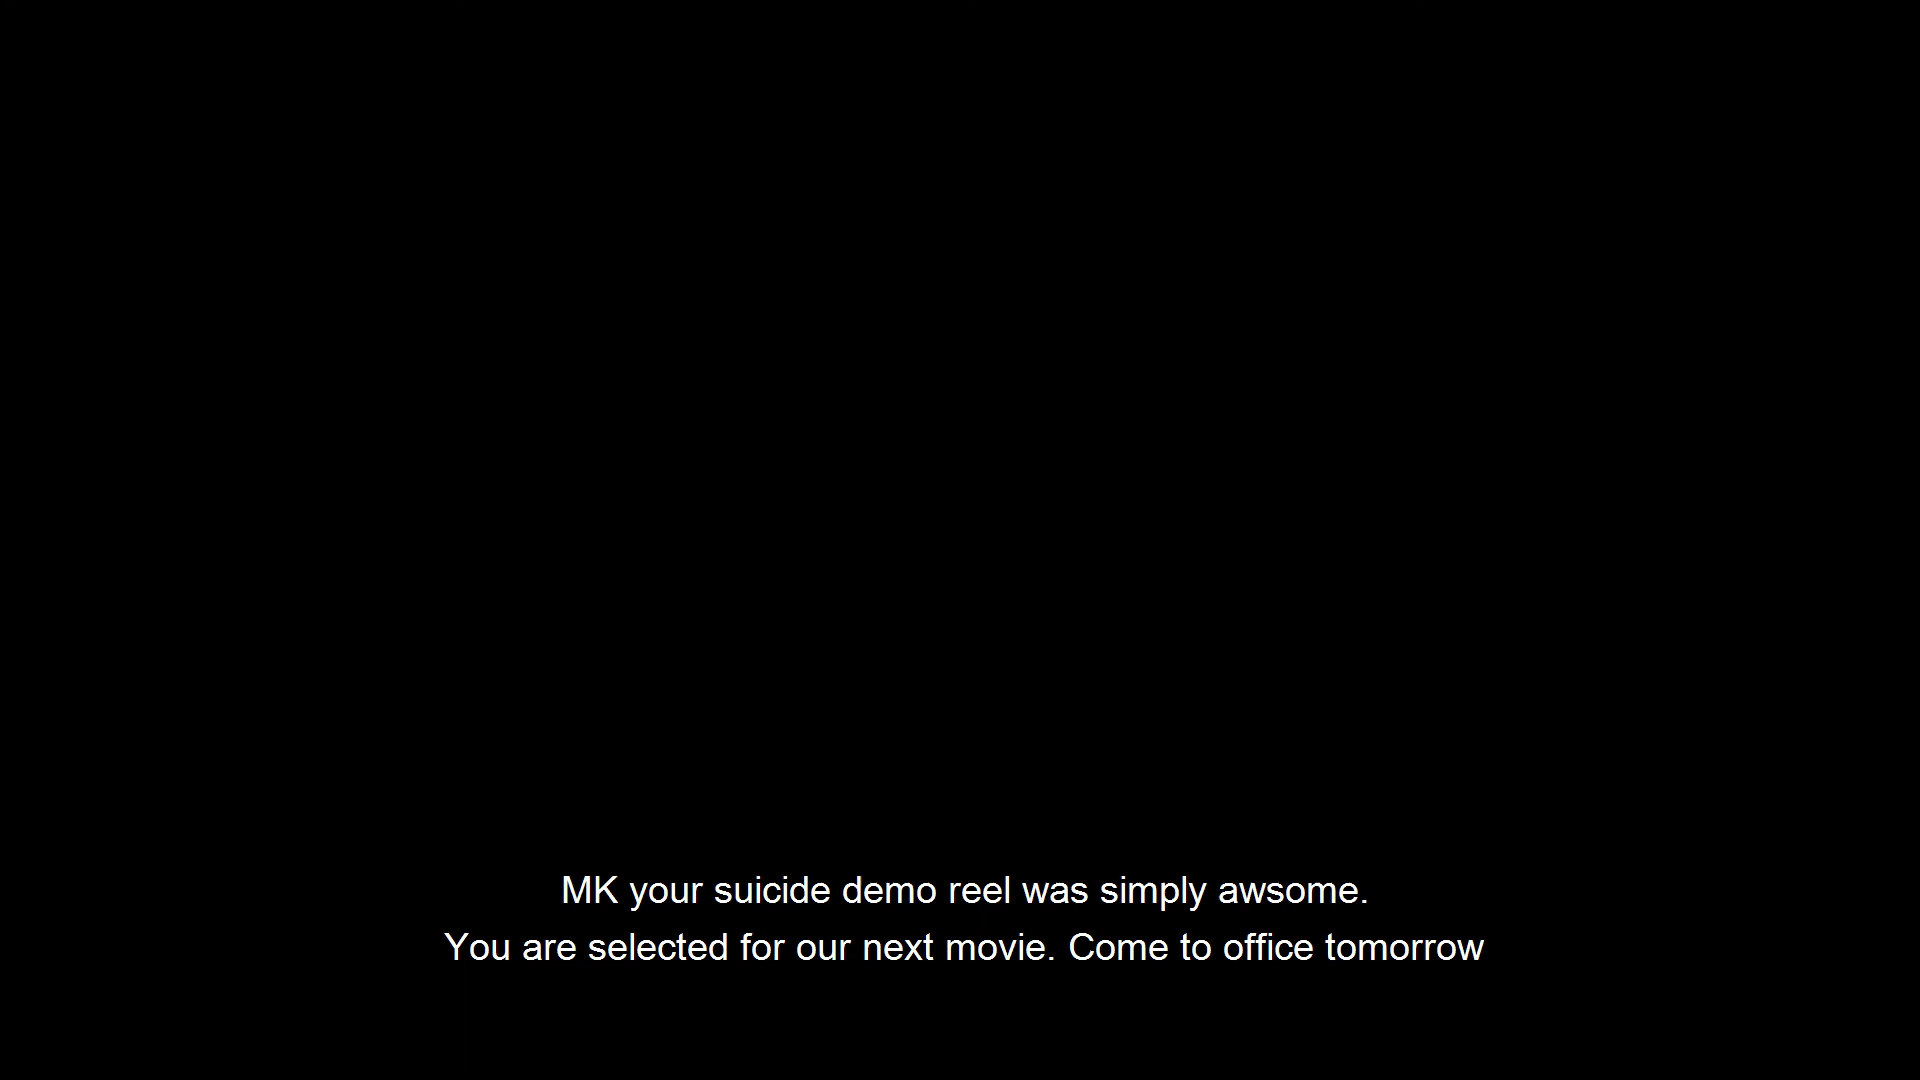 MK your suicide demo reel was simply awsome.
You are selected for our next movie. Come to office tomorrow